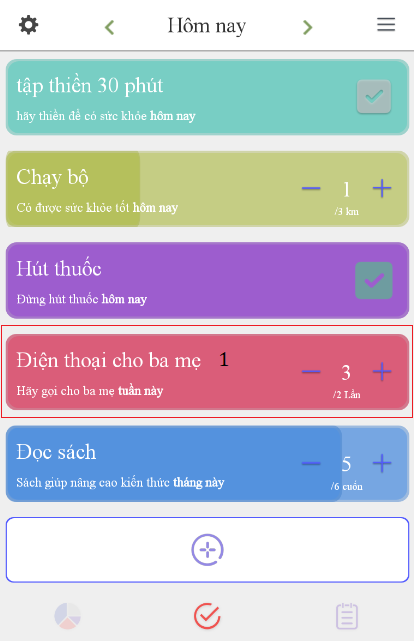 Hôm nay
tập thiền 30 phút
hãy thiền để có sức khỏe hôm nay
Chạy bộ
1
Có được sức khỏe tốt hôm nay
/3 km
Hút thuốc
Đừng hút thuốc hôm nay
Điện thoại cho ba mẹ 1
3
Hãy gọi cho ba mẹ tuần này
/2 Lần
Đọc sách
5
Sách giúp nâng cao kiến thức tháng này
/6 cuốn